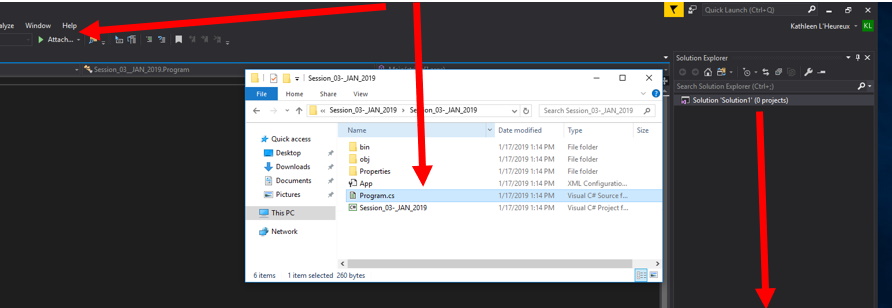 Quick Launch (Ctrl+Q)
alyze Window Help
Kathleen L'Heureux KL
Attach...
Session_03__JAN_2019.Program
Solution Explorer
Search Solution Explorer (Ctrl+;)
Solution 'Solution1' (0 projects)
Session_03-_JAN_2019
File Home Share View
« Session_03-_JAN_2019 > Session_03-_JAN_2019
Search Session_03-_JAN_2019
Name Date modified Type Size
Quick access
Desktop
Downloads
Documents
Pictures
This PC
Network
bin 1/17/2019 1:14 PM File folder
obj 1/17/2019 1:14 PM File folder
Properties 1/17/2019 1:14 PM File folder
App 1/17/2019 1:14 PM XML Configuratio...
Program.cs 1/17/2019 1:14 PM Visual C# Source f...
Session_03-_JAN_2019 1/17/2019 1:14 PM Visual C# Project f...
6 items 1 item selected 260 bytes